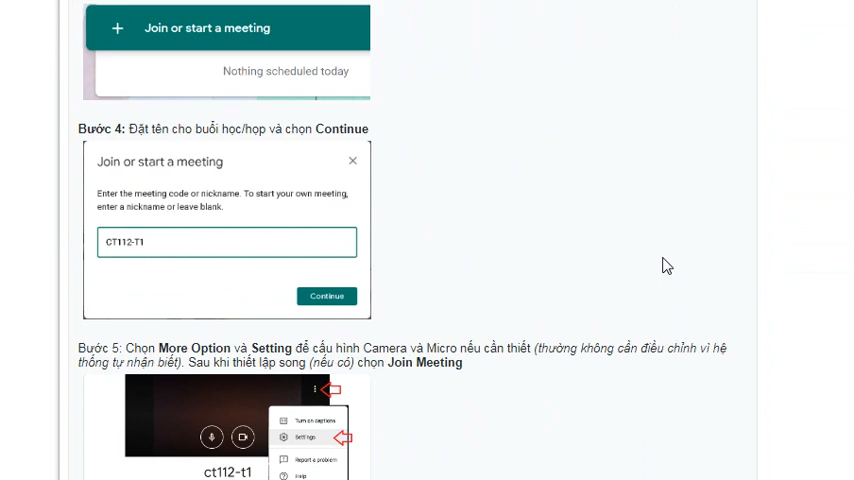 + Join or start a meeting
Nothing scheduled today
Bước 4: Đặt tên cho buổi học/họp và chọn Continue
Join or start a meeting ×
Enter the meeting code or nickname. To start your own meeting,
enter a nickname or leave blank.
CT112-T1
Continue
Bước 5: Chọn More Option và Setting để cấu hình Camera và Micro nếu cần thiết (thường không cần điều chỉnh vì hệ
thống tự nhận biết). Sau khi thiết lập song (nếu có) chọn Join Meeting
Turn on captions
Settings
Report a problem
ct112-t1
Help